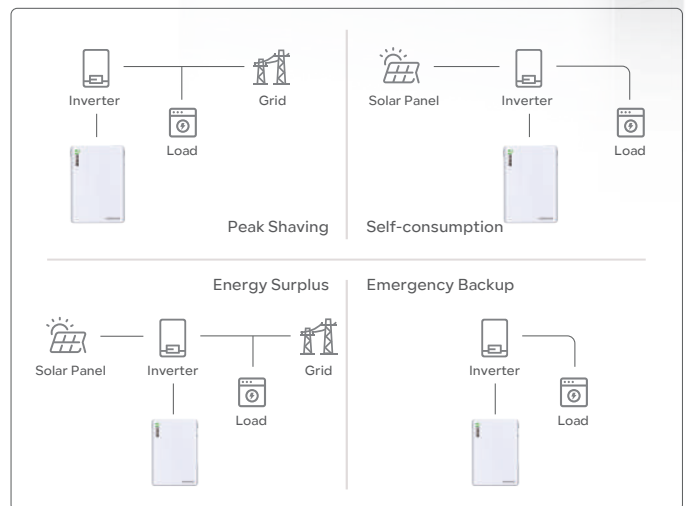 Inverter
Grid
Load
Peak Shaving
Solar Panel
Inverter
Load
Self-consumption
Energy Surplus
Solar Panel
Inverter
Grid
Load
Emergency Backup
Inverter
Load